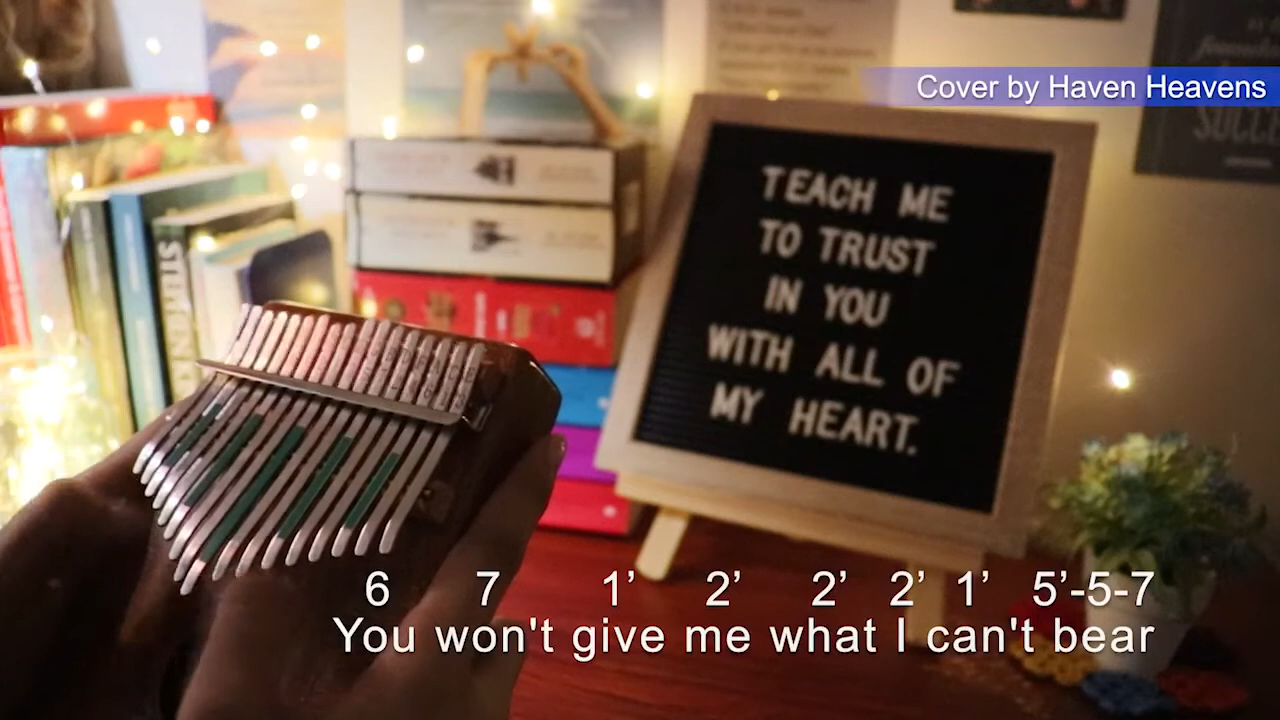 Cover by Haven Heavens
SUCCE
TEACH ME
TO TRUST
IN YOU
WITH ALL OF
MY HEART.
6 7 1’ 2’ 2’ 2’ 1’ 5’-5-7
You won't give me what I can't bear